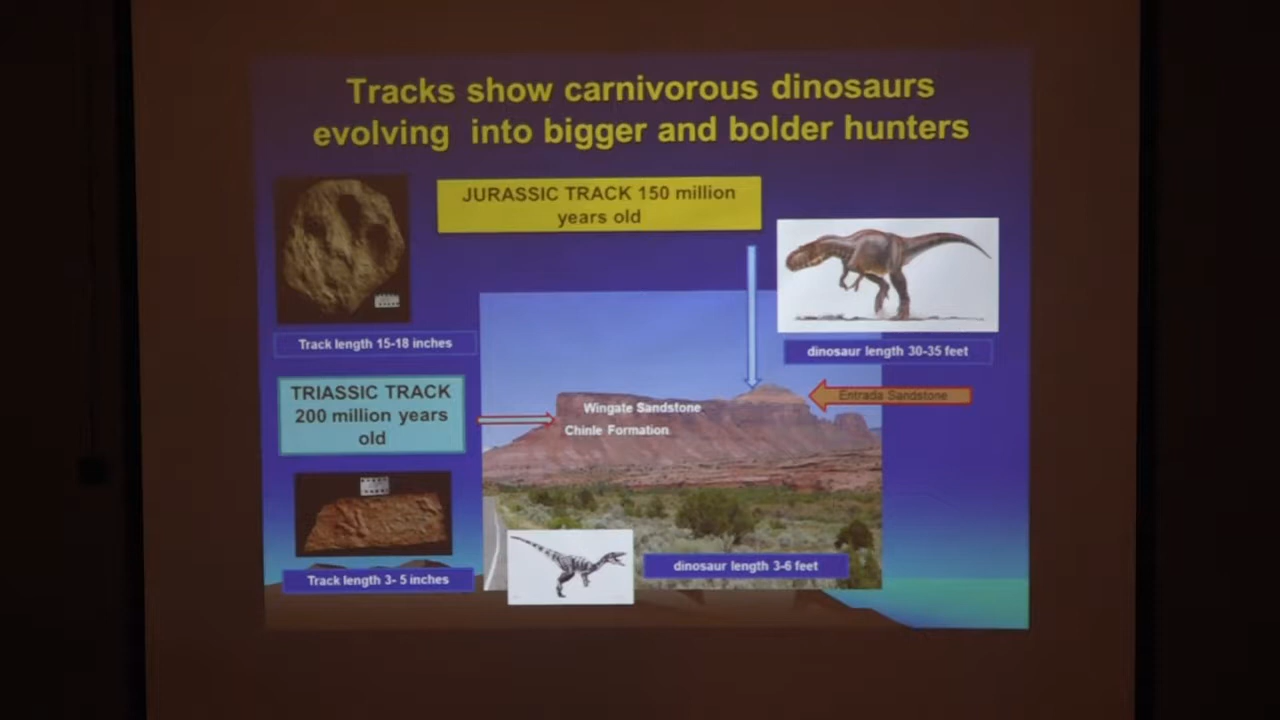 Tracks show carnivorous dinosaurs
evolving into bigger and bolder hunters
JURASSIC TRACK 150 million
years old
Track length 15-18 inches
dinosaur length 30-35 feet
TRIASSIC TRACK
200 million years
old
Entrada Sandstone
Wingate Sandstone
Chinle Formation
Track length 3- 5 inches
dinosaur length 3-6 feet